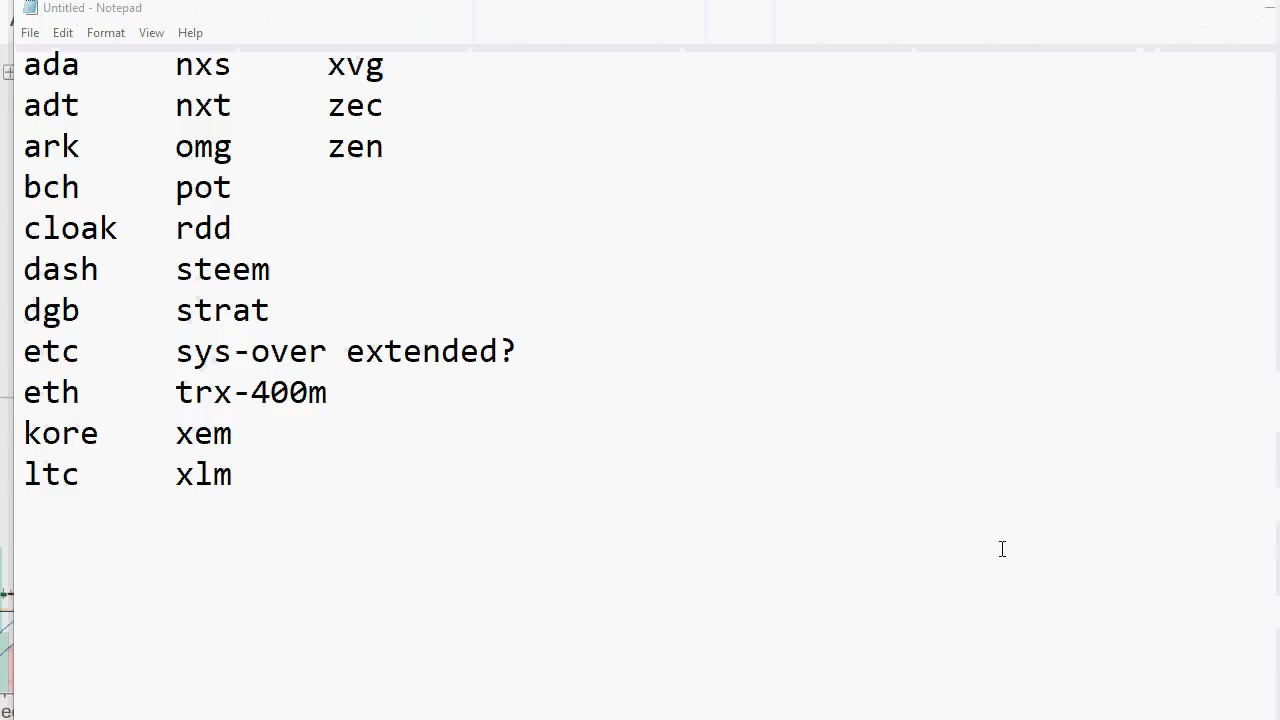 Untitled - Notepad
File Edit Format View Help
ada nxs xvg
adt nxt zec
ark omg zen
bch pot
cloak rdd
dash steem
dgb strat
etc sys-over extended?
eth trx-400m
kore xem
ltc xlm